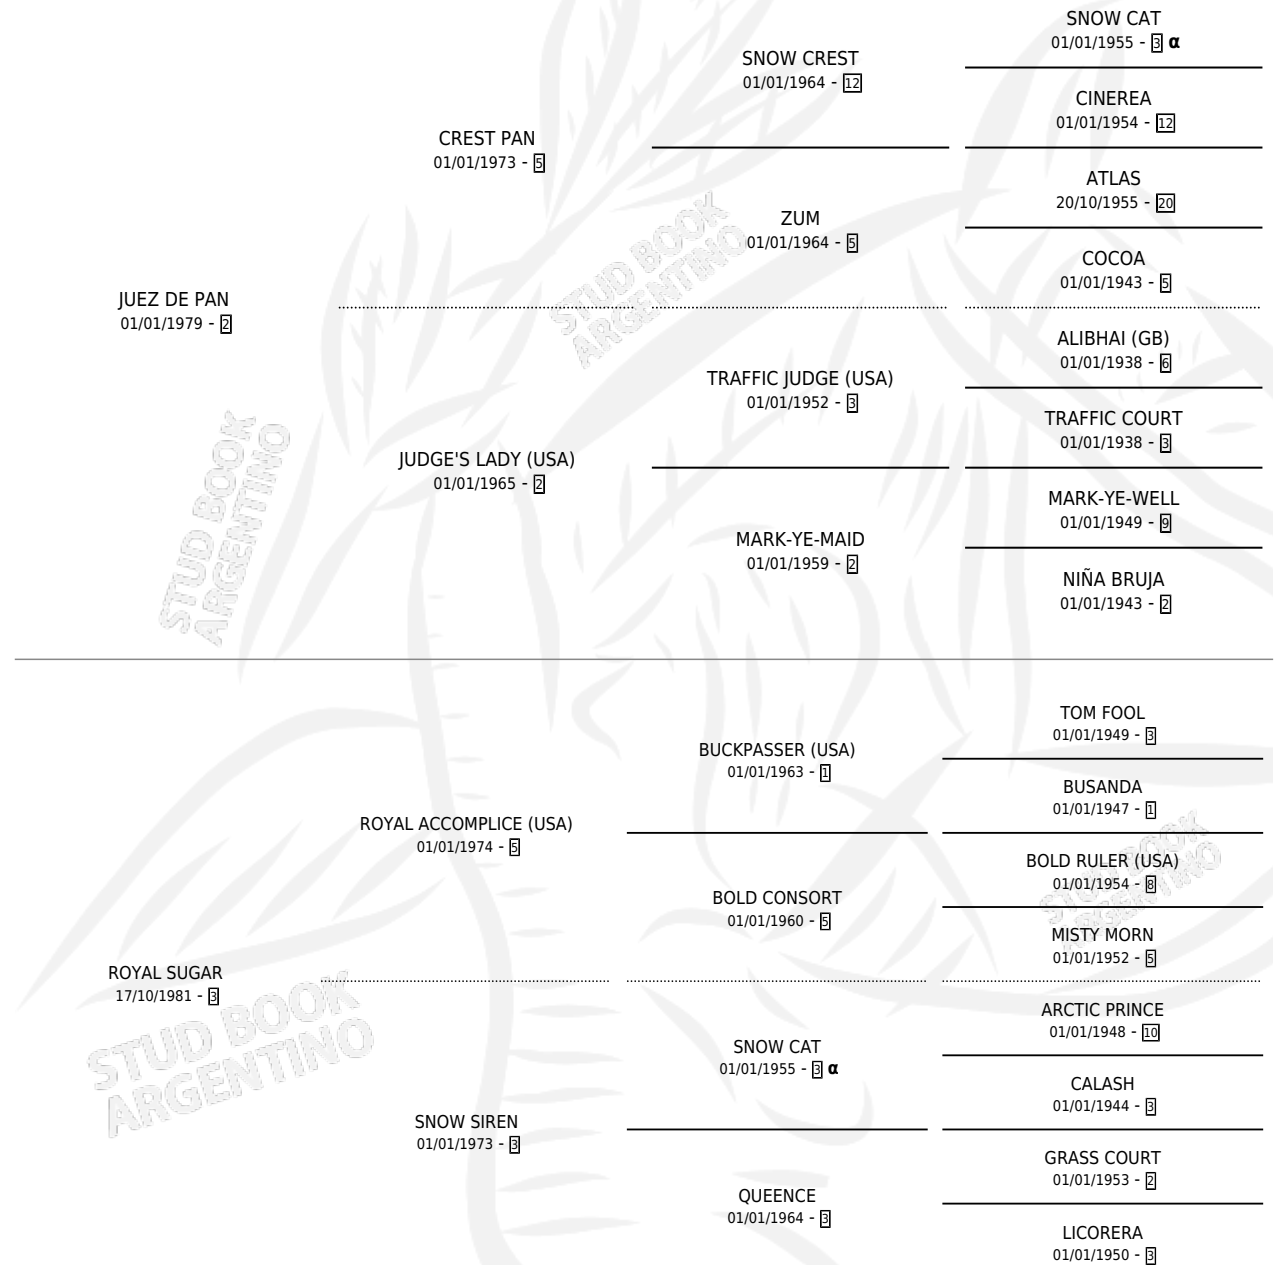 SNOW CAT
01/01/1955 - 3 α
SNOW CREST
01/01/1964 - 12
CINEREA
01/01/1954 - 12
CREST PAN
01/01/1973 - 5
ATLAS
20/10/1955 - 20
ZUM
01/01/1964 - 5
COCOA
01/01/1943 - 5
JUEZ DE PAN
01/01/1979 - 2
STUD BOOK
ARGENTINO
ALIBHAI (GB)
01/01/1938 - 6
TRAFFIC JUDGE (USA)
01/01/1952 - 3
TRAFFIC COURT
01/01/1938 - 3
JUDGE'S LADY (USA)
01/01/1965 - 2
MARK-YE-WELL
01/01/1949 - 9
MARK-YE-MAID
01/01/1959 - 2
NIÑA BRUJA
01/01/1943 - 2
STUD BOOK
ARGENTINO
TOM FOOL
01/01/1949 - 3
BUCKPASSER (USA)
01/01/1963 - 1
BUSANDA
01/01/1947 - 1
ROYAL ACCOMPLICE (USA)
01/01/1974 - 5
BOLD RULER (USA)
01/01/1954 - 8
BOLD CONSORT
01/01/1960 - 5
MISTY MORN
01/01/1952 - 5
STUD BOOK
ARGENTINO
ROYAL SUGAR
17/10/1981 - 3
ARCTIC PRINCE
01/01/1948 - 10
SNOW CAT
01/01/1955 - 3 α
CALASH
01/01/1944 - 3
SNOW SIREN
01/01/1973 - 3
GRASS COURT
01/01/1953 - 2
QUEENCE
01/01/1964 - 3
LICORERA
01/01/1950 - 3
STUD BOOK
ARGENTINO